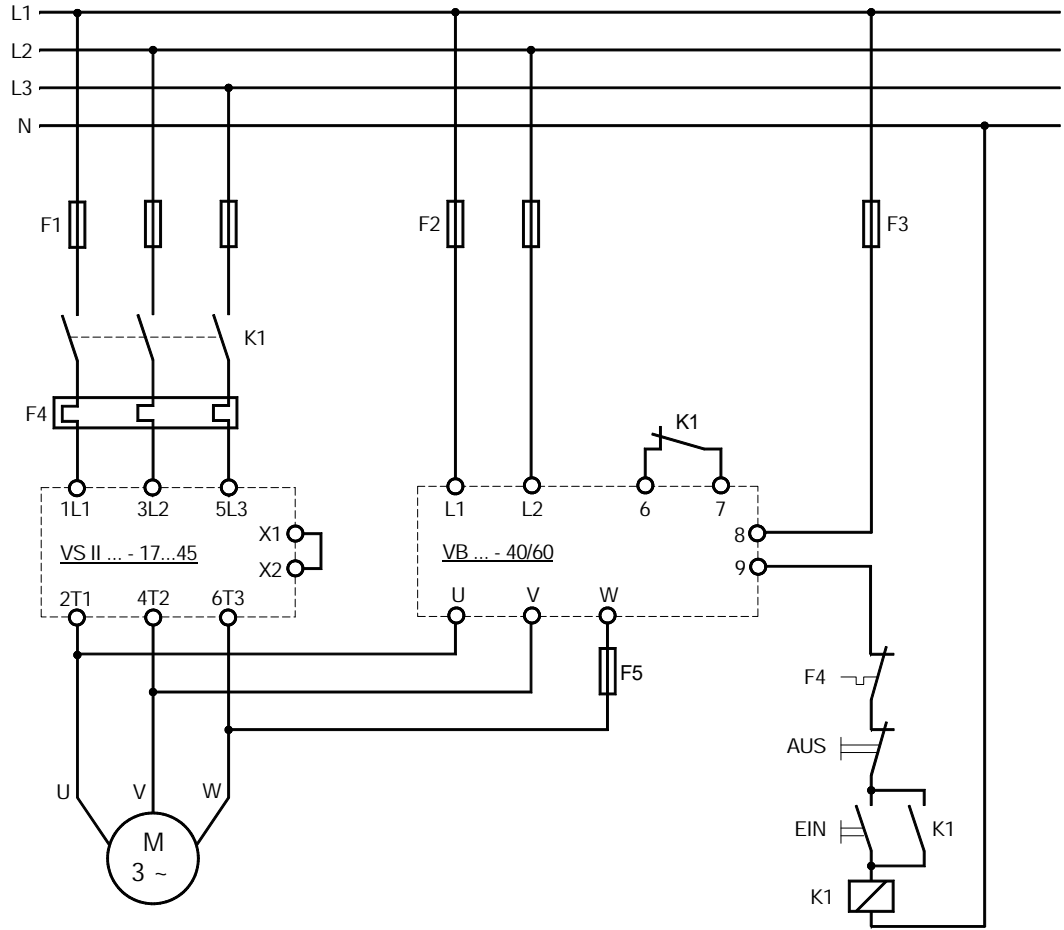 L1
L2
L3
N
F1
F2
F3
K1
F4
K1
1L1 3L2 5L3
L1 L2 6 7
X1
8
VS II ... - 17...45
VB ... - 40/60
X2
9
2T1 4T2 6T3
U V W
F5
F4
AUS
U V W
EIN
K1
M
3 ~
K1